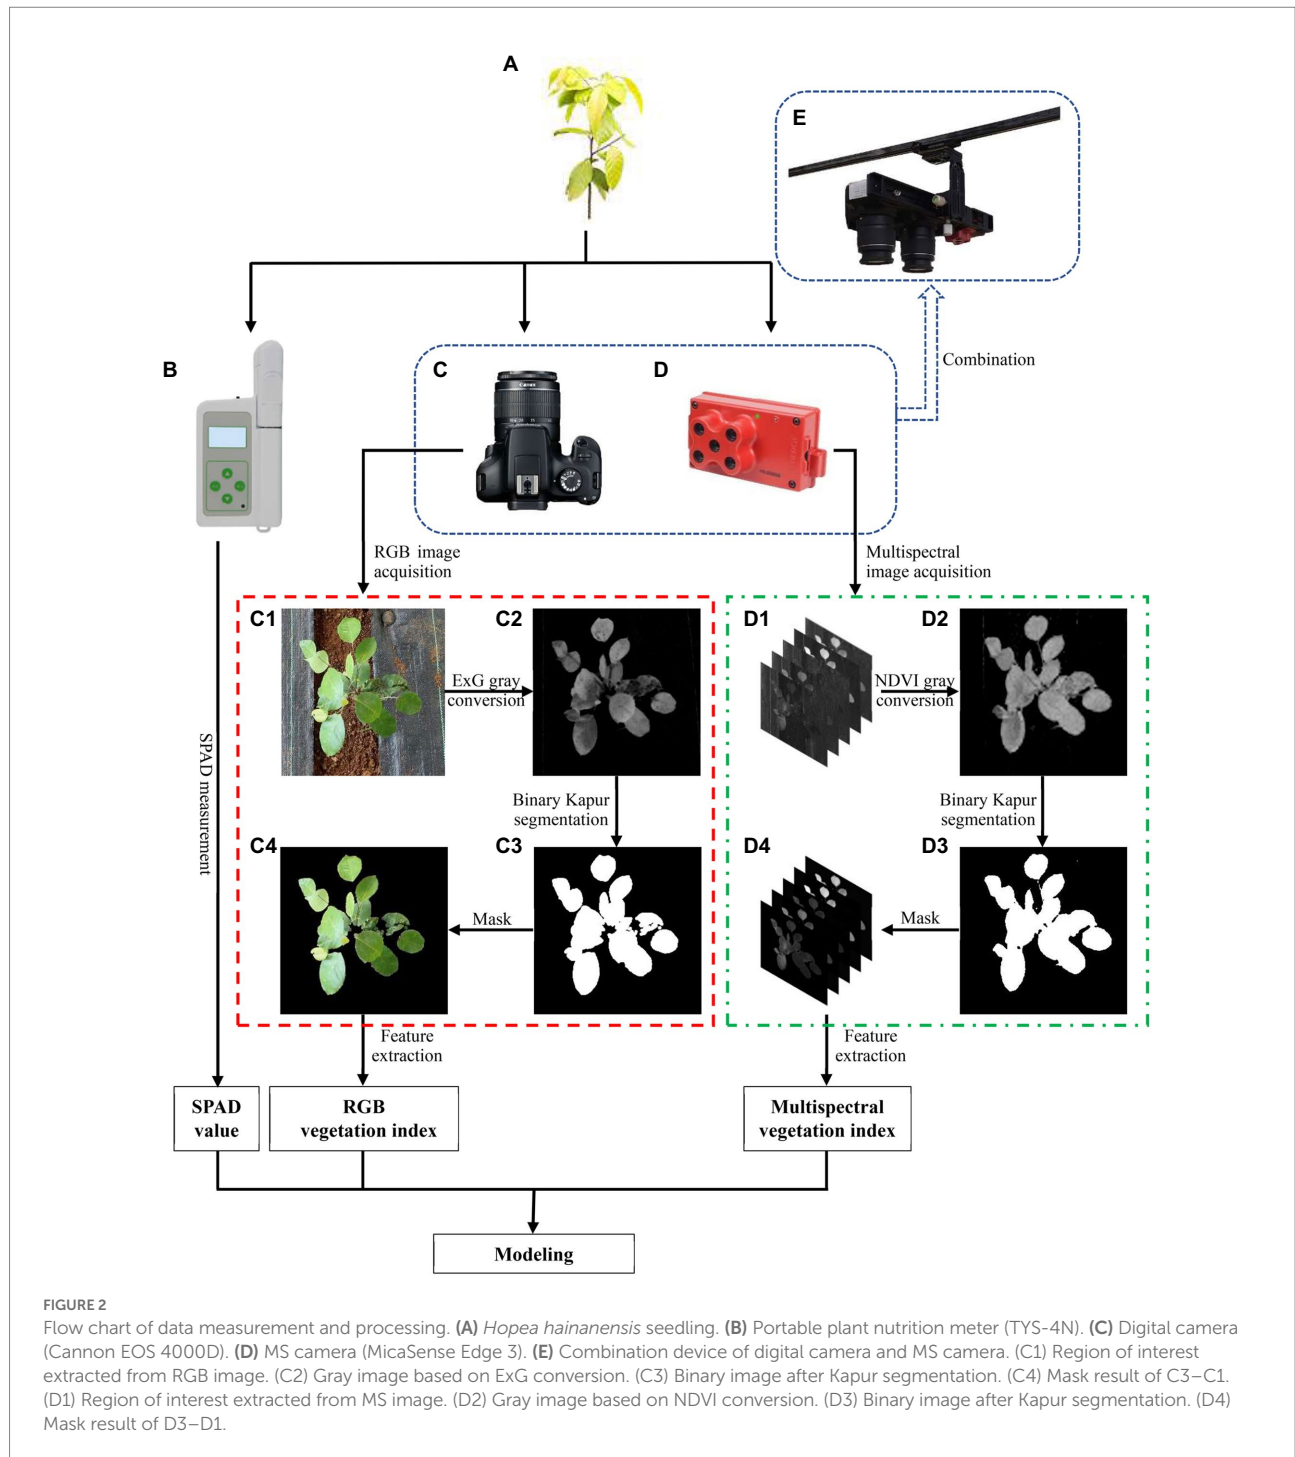 A
E
B
C
D
Combination
RGB image
acquisition
Multispectral
image acquisition
C1
C2
D1
D2
ExG gray
conversion
NDVI gray
conversion
SPAD measurement
Binary Kapur
segmentation
Binary Kapur
segmentation
C4
C3
D4
D3
Mask
Mask
Feature
extraction
Feature
extraction
SPAD
value
RGB
vegetation index
Multispectral
vegetation index
Modeling
FIGURE 2
Flow chart of data measurement and processing. (A) Hopea hainanensis seedling. (B) Portable plant nutrition meter (TYS-4N). (C) Digital camera
(Cannon EOS 4000D). (D) MS camera (MicaSense Edge 3). (E) Combination device of digital camera and MS camera. (C1) Region of interest
extracted from RGB image. (C2) Gray image based on ExG conversion. (C3) Binary image after Kapur segmentation. (C4) Mask result of C3–C1.
(D1) Region of interest extracted from MS image. (D2) Gray image based on NDVI conversion. (D3) Binary image after Kapur segmentation. (D4)
Mask result of D3–D1.